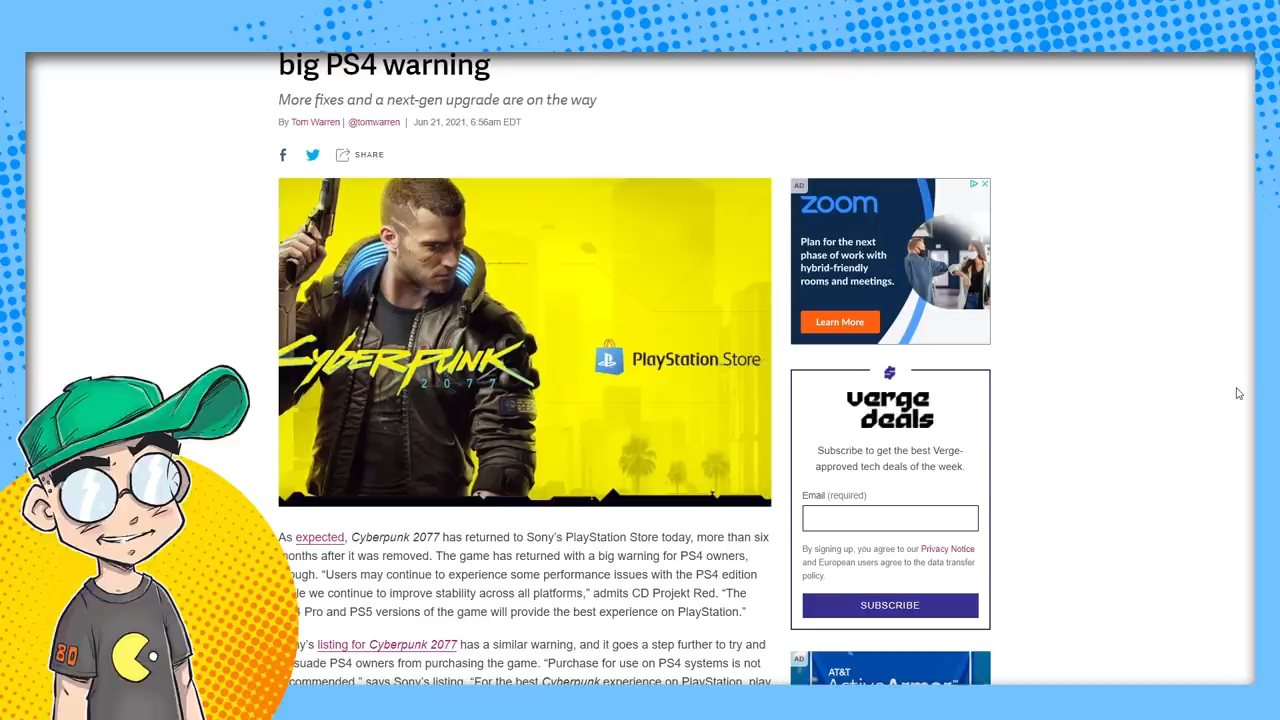 big PS4 warning
More fixes and a next-gen upgrade are on the way
By Tom Warren | @tomwarren | Jun 21, 2021, 6:56am EDT
SHARE
CYBERPUNK
2077
PlayStation.Store
As expected, Cyberpunk 2077 has returned to Sony's PlayStation Store today, more than six
months after it was removed. The game has returned with a big warning for PS4 owners,
though. “Users may continue to experience some performance issues with the PS4 edition
we continue to improve stability across all platforms,” admits CD Projekt Red. “The
Pro and PS5 versions of the game will provide the best experience on PlayStation.”
listing for Cyberpunk 2077 has a similar warning, and it goes a step further to try and
PS4 owners from purchasing the game. “Purchase for use on PS4 systems is not
says Sony's listing. “For the best Cyberpunk experience on PlayStation, play
AD
zoom
Plan for the next
phase of work with
hybrid-friendly
rooms and meetings.
Learn More
verge
deals
Subscribe to get the best Verge-
approved tech deals of the week.
Email (required)
By signing up, you agree to our Privacy Notice
and European users agree to the data transfer
policy.
SUBSCRIBE
AD
AT&T
ActiveArmor℠
80